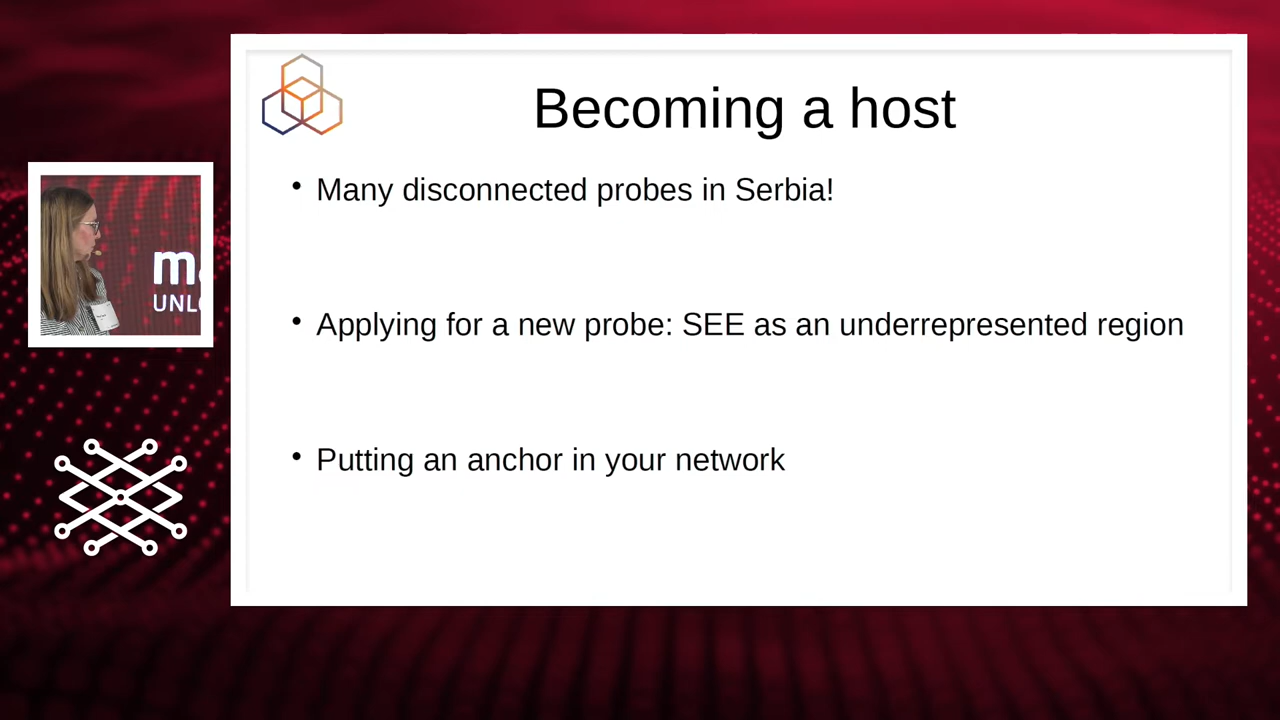 Becoming a host
• Many disconnected probes in Serbia!
• Applying for a new probe: SEE as an underrepresented region
• Putting an anchor in your network